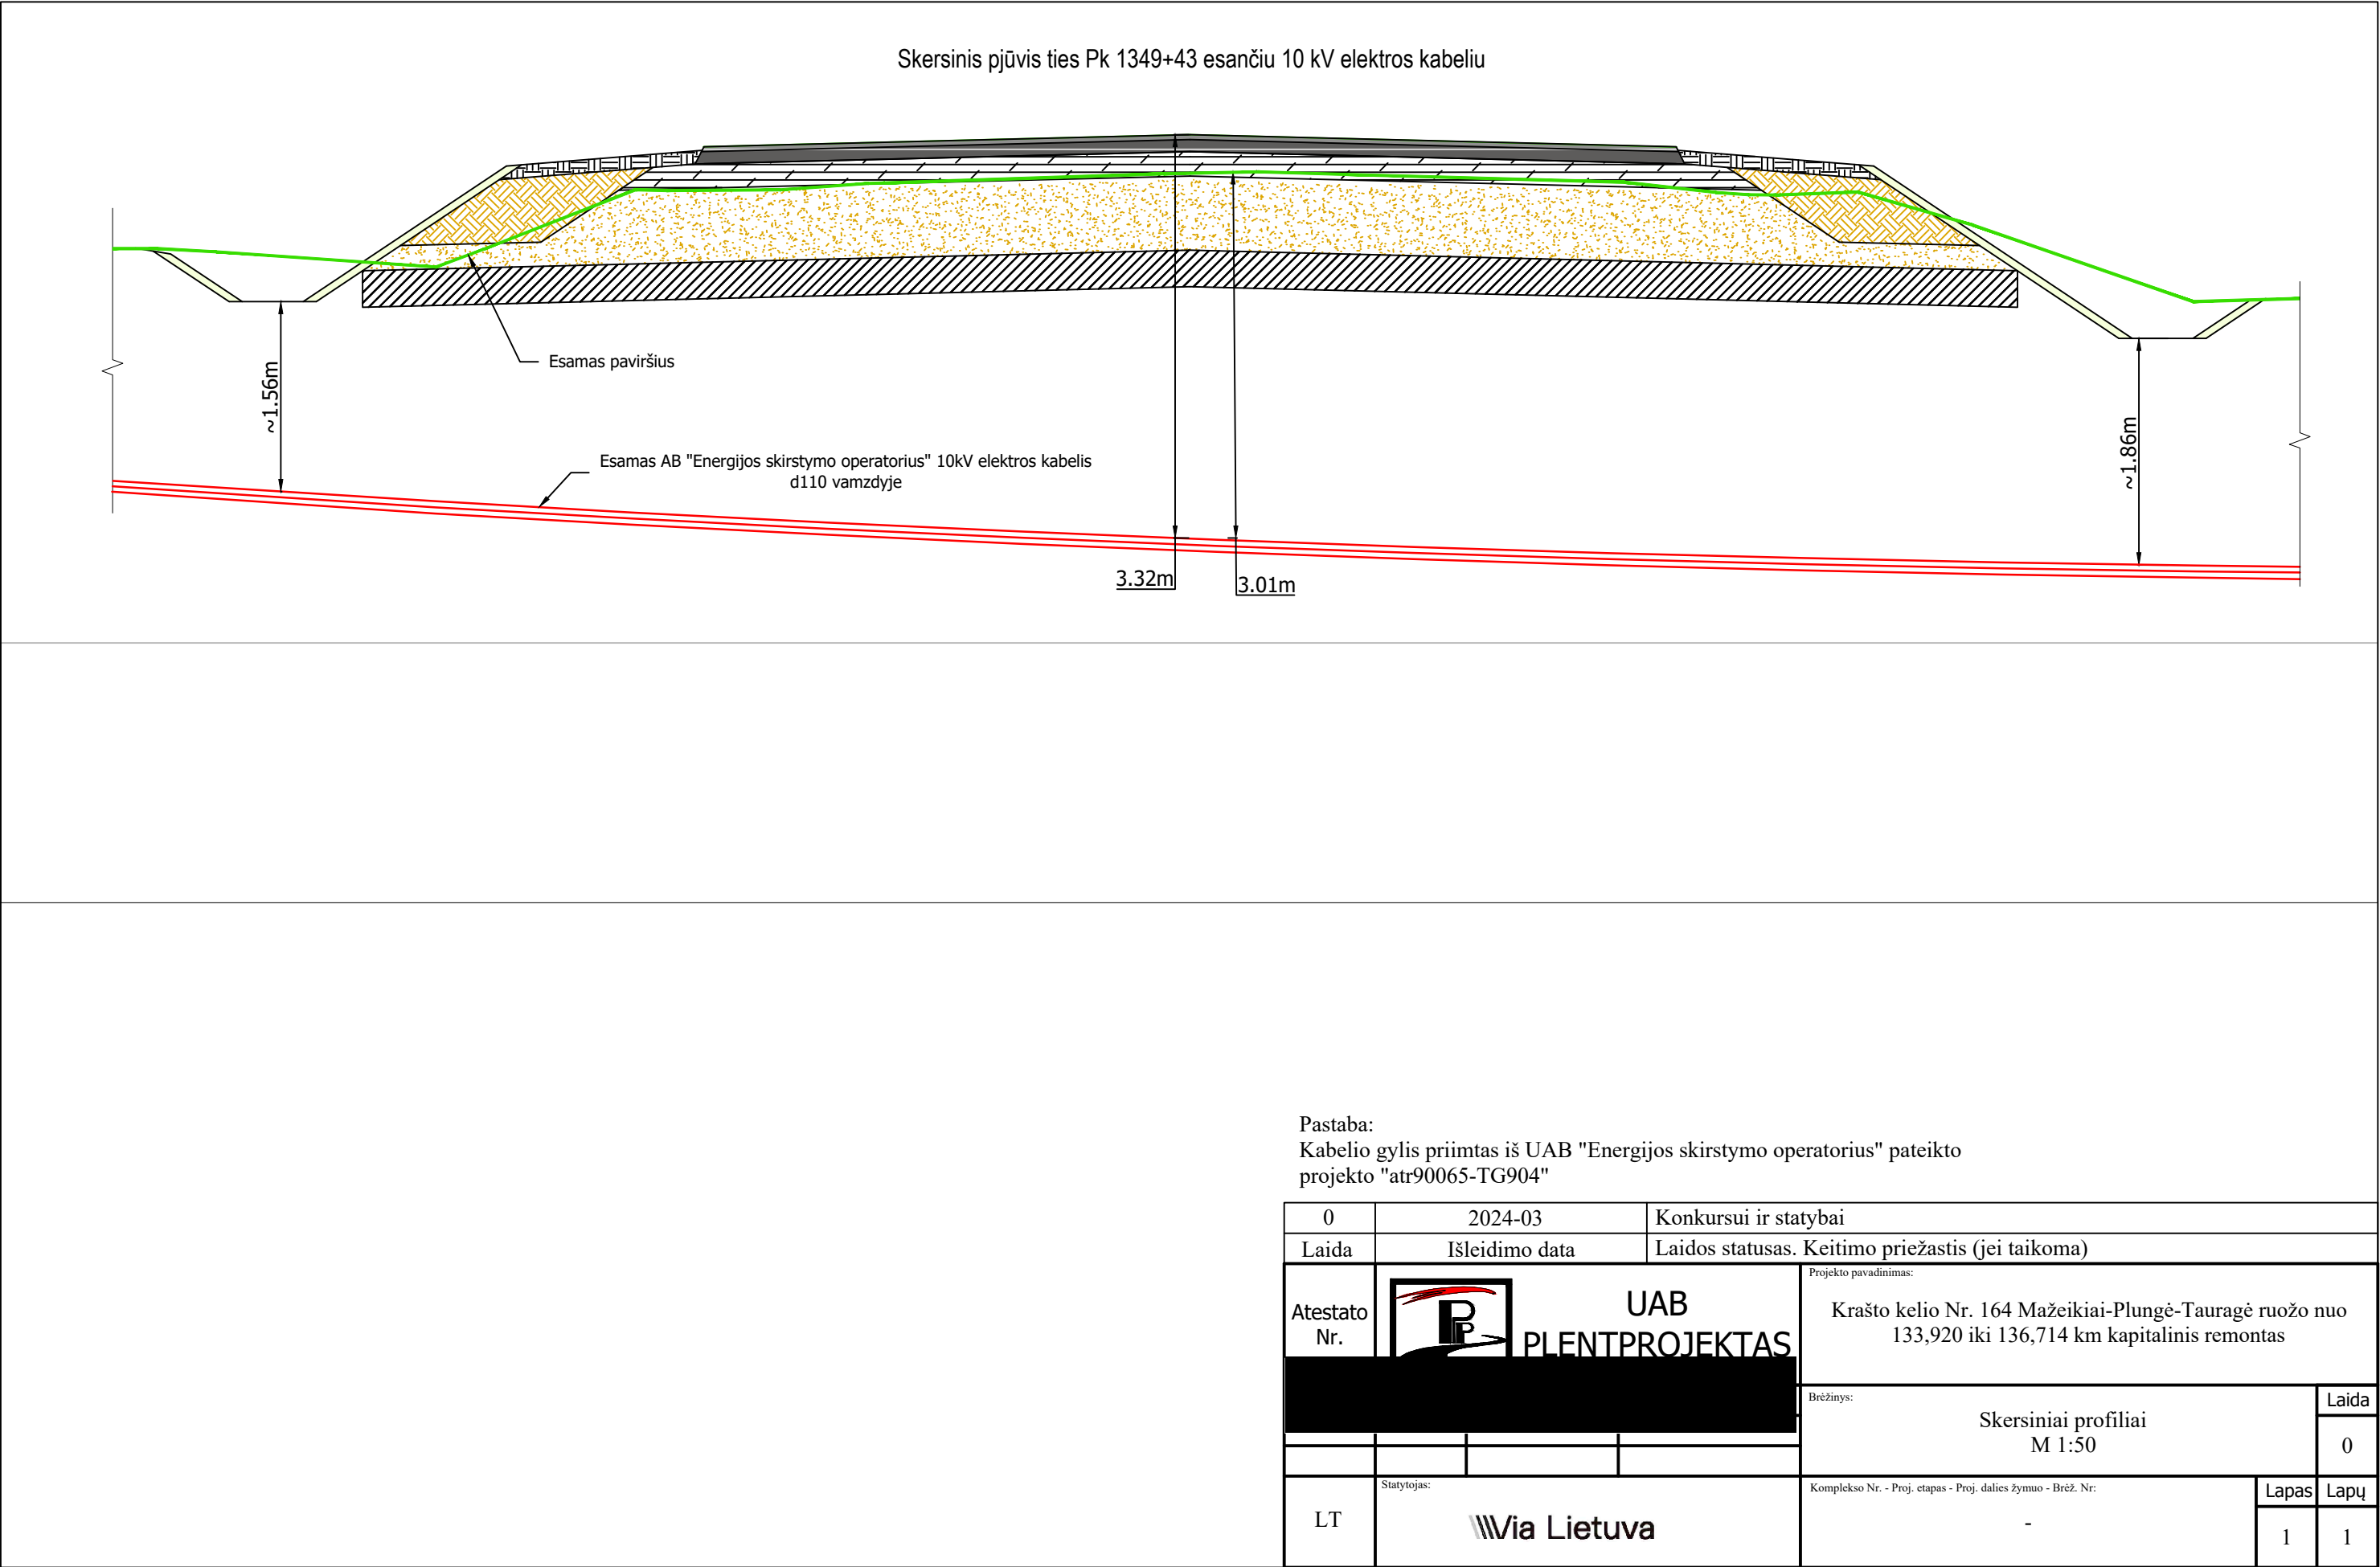 Skersinis pjūvis ties Pk 1349+43 esančiu 10 kV elektros kabeliu
Esamas paviršius
~1.56m
~1.86m
Esamas AB "Energijos skirstymo operatorius" 10kV elektros kabelis
d110 vamzdyje
3.32m
3.01m
Pastaba:
Kabelio gylis priimtas iš UAB "Energijos skirstymo operatorius" pateikto
projekto "atr90065-TG904"
0 2024-03 Konkursui ir statybai
Laida Išleidimo data Laidos statusas. Keitimo priežastis (jei taikoma)
Atestato
Nr.
UAB
PLENTPROJEKTAS
Projekto pavadinimas:
Krašto kelio Nr. 164 Mažeikiai-Plungė-Tauragė ruožo nuo
133,920 iki 136,714 km kapitalinis remontas
Brėžinys:
Skersiniai profiliai
M 1:50
Laida
0
LT
Statytojas:
Via Lietuva
Komplekso Nr. - Proj. etapas - Proj. dalies žymuo - Brėž. Nr:
-
Lapas Lapų
1 1